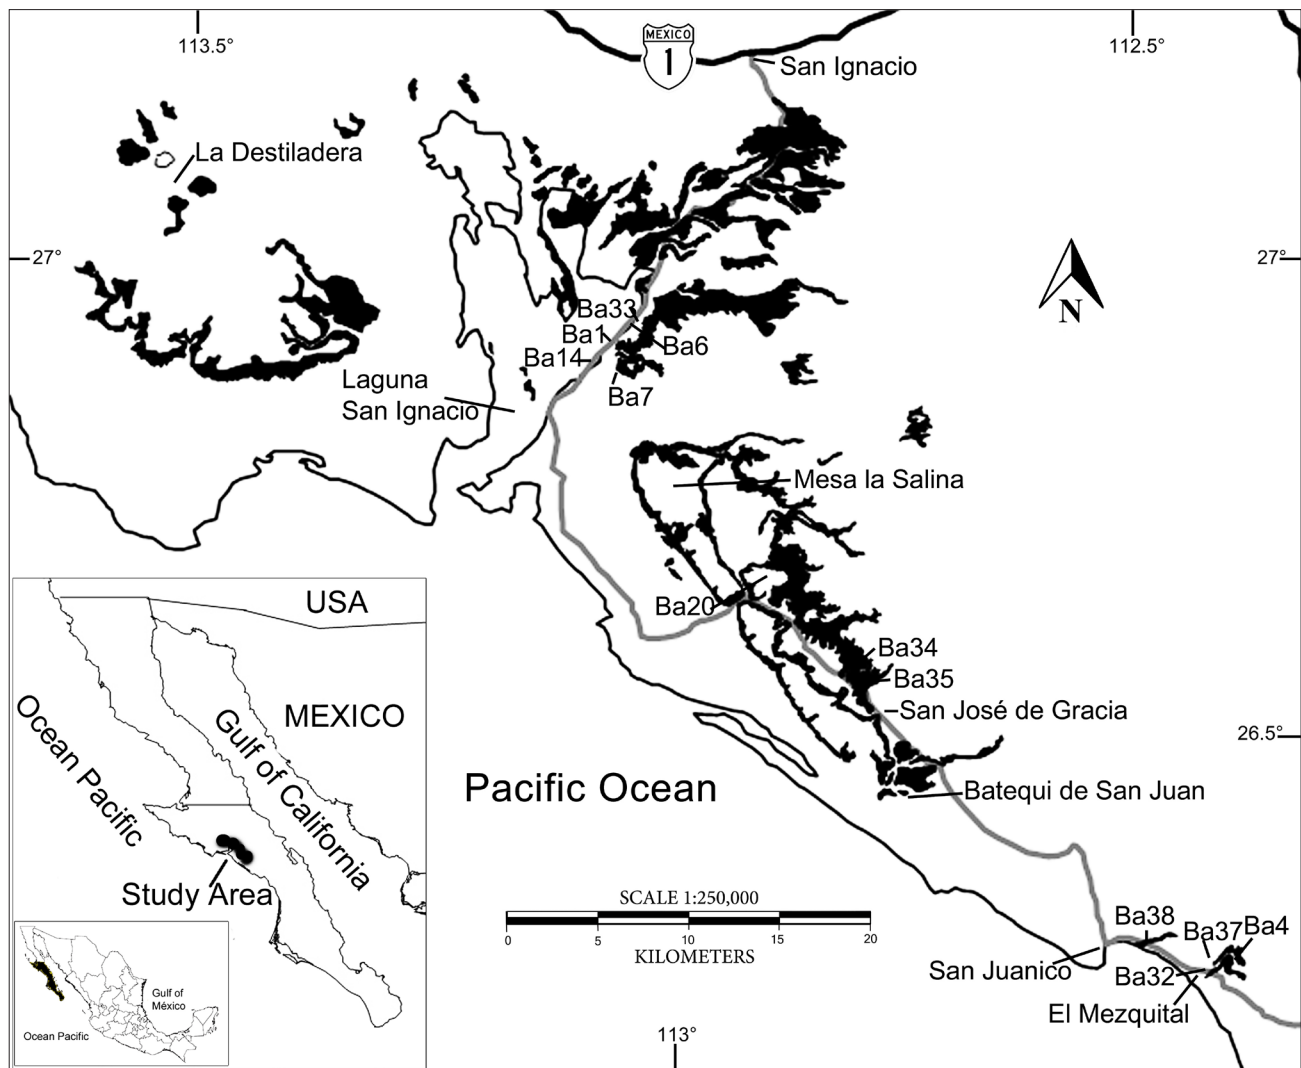 113.5°
112.5°
MEXICO
1
San Ignacio
La Destiladera
27°
27°
N
Ba33
Ba1
Ba6
Ba14
Ba7
Laguna
San Ignacio
Mesa la Salina
Ba20
Ba34
Ba35
San José de Gracia
26.5°
Pacific Ocean
Batequi de San Juan
USA
MEXICO
Ocean Pacific
Gulf of California
Study Area
Gulf of
México
Ocean Pacific
SCALE 1:250,000
0 5 10 15 20
KILOMETERS
Ba38
Ba37
Ba4
San Juanico
Ba32
El Mezquital
113°